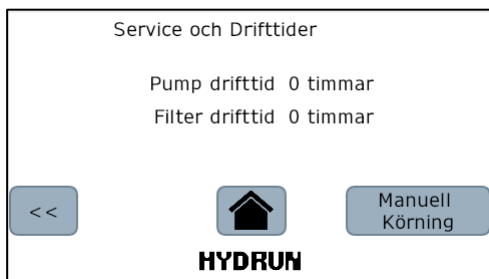 Service och Drifttider
Pump drifttid 0 timmar
Filter drifttid 0 timmar
<<
Manuell
Körning
HYDRUN